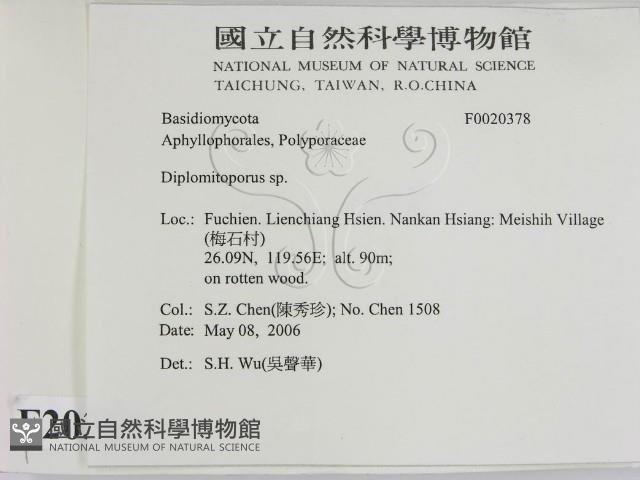 國立自然科學博物館
NATIONAL MUSEUM OF NATURAL SCIENCE
TAICHUNG, TAIWAN, R.O.CHINA
Basidiomycota F0020378
Aphyllophorales, Polyporaceae
Diplomitoporus sp.
Loc.: Fuchien. Lienchiang Hsien. Nankan Hsiang: Meishih Village
(梅石村)
26.09N, 119.56E; alt. 90m;
on rotten wood.
Col.: S.Z. Chen(陳秀珍); No. Chen 1508
Date: May 08, 2006
Det.: S.H. Wu(吳聲華)
國立自然科學博物館
NATIONAL MUSEUM OF NATURAL SCIENCE